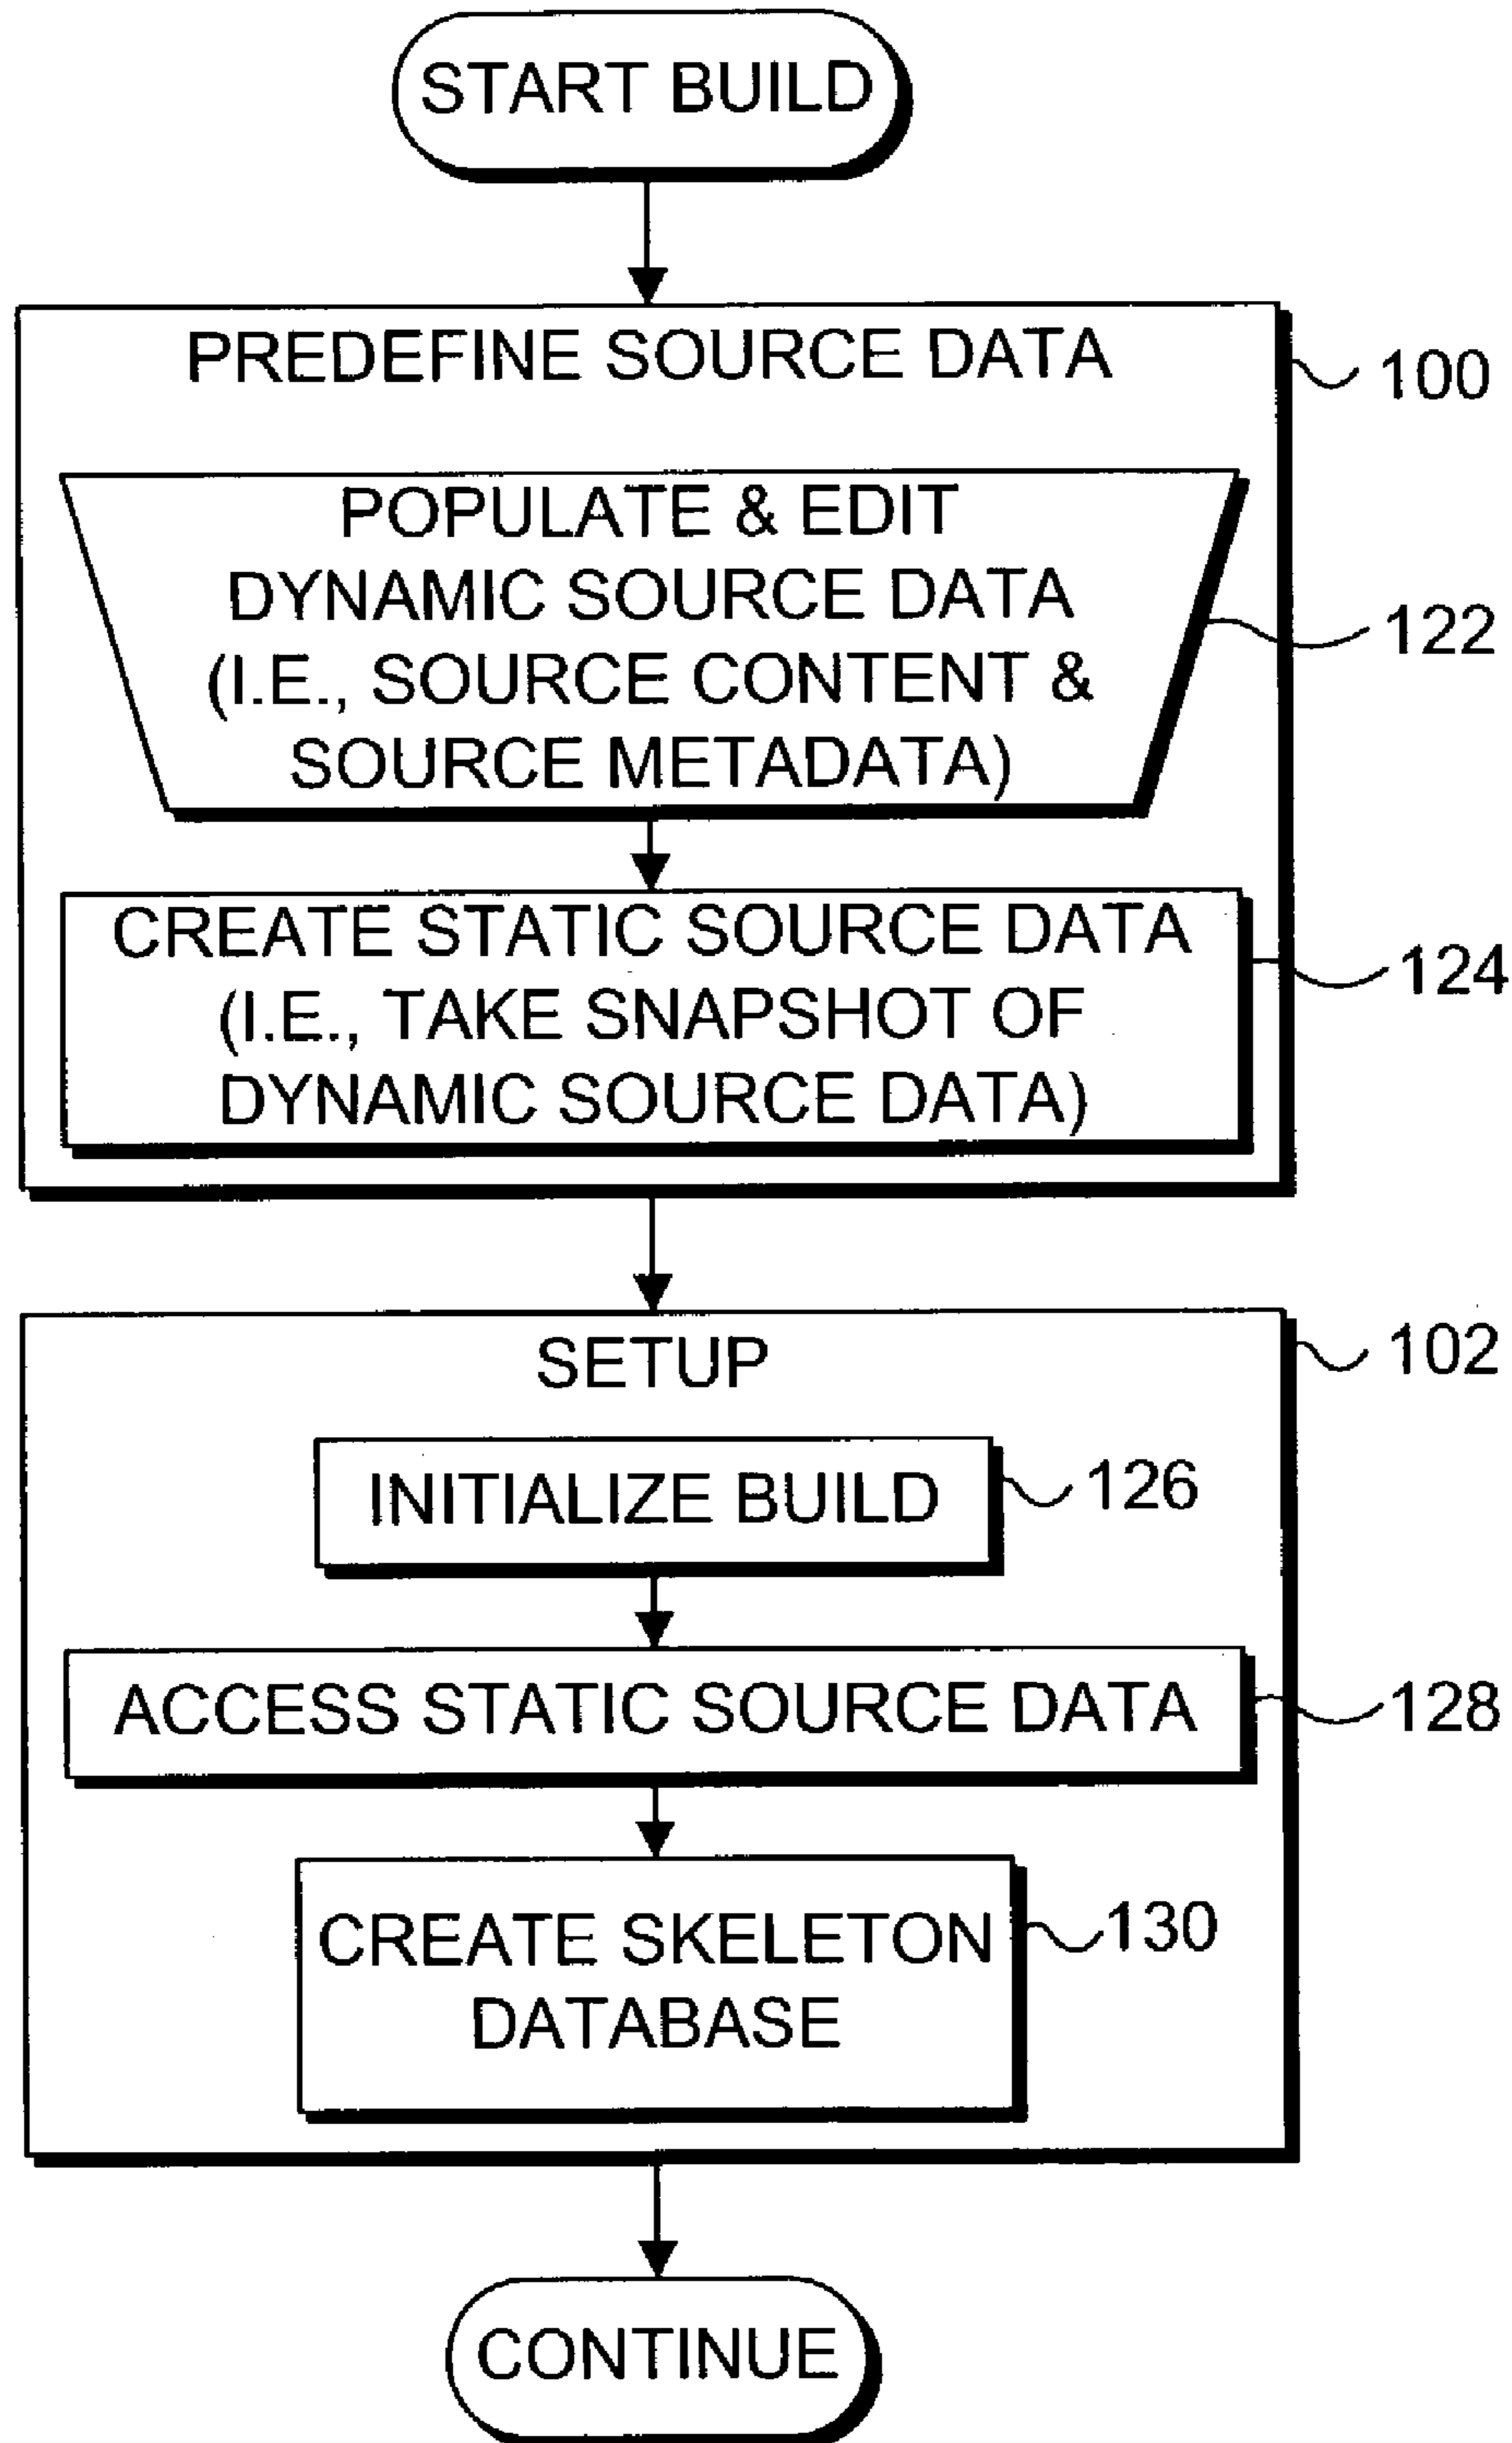 START BUILD
PREDEFINE SOURCE DATA
100
POPULATE & EDIT
DYNAMIC SOURCE DATA
(I.E., SOURCE CONTENT &
SOURCE METADATA)
122
CREATE STATIC SOURCE DATA
(I.E., TAKE SNAPSHOT OF
DYNAMIC SOURCE DATA)
124
SETUP
102
INITIALIZE BUILD
126
ACCESS STATIC SOURCE DATA
128
CREATE SKELETON
DATABASE
130
CONTINUE